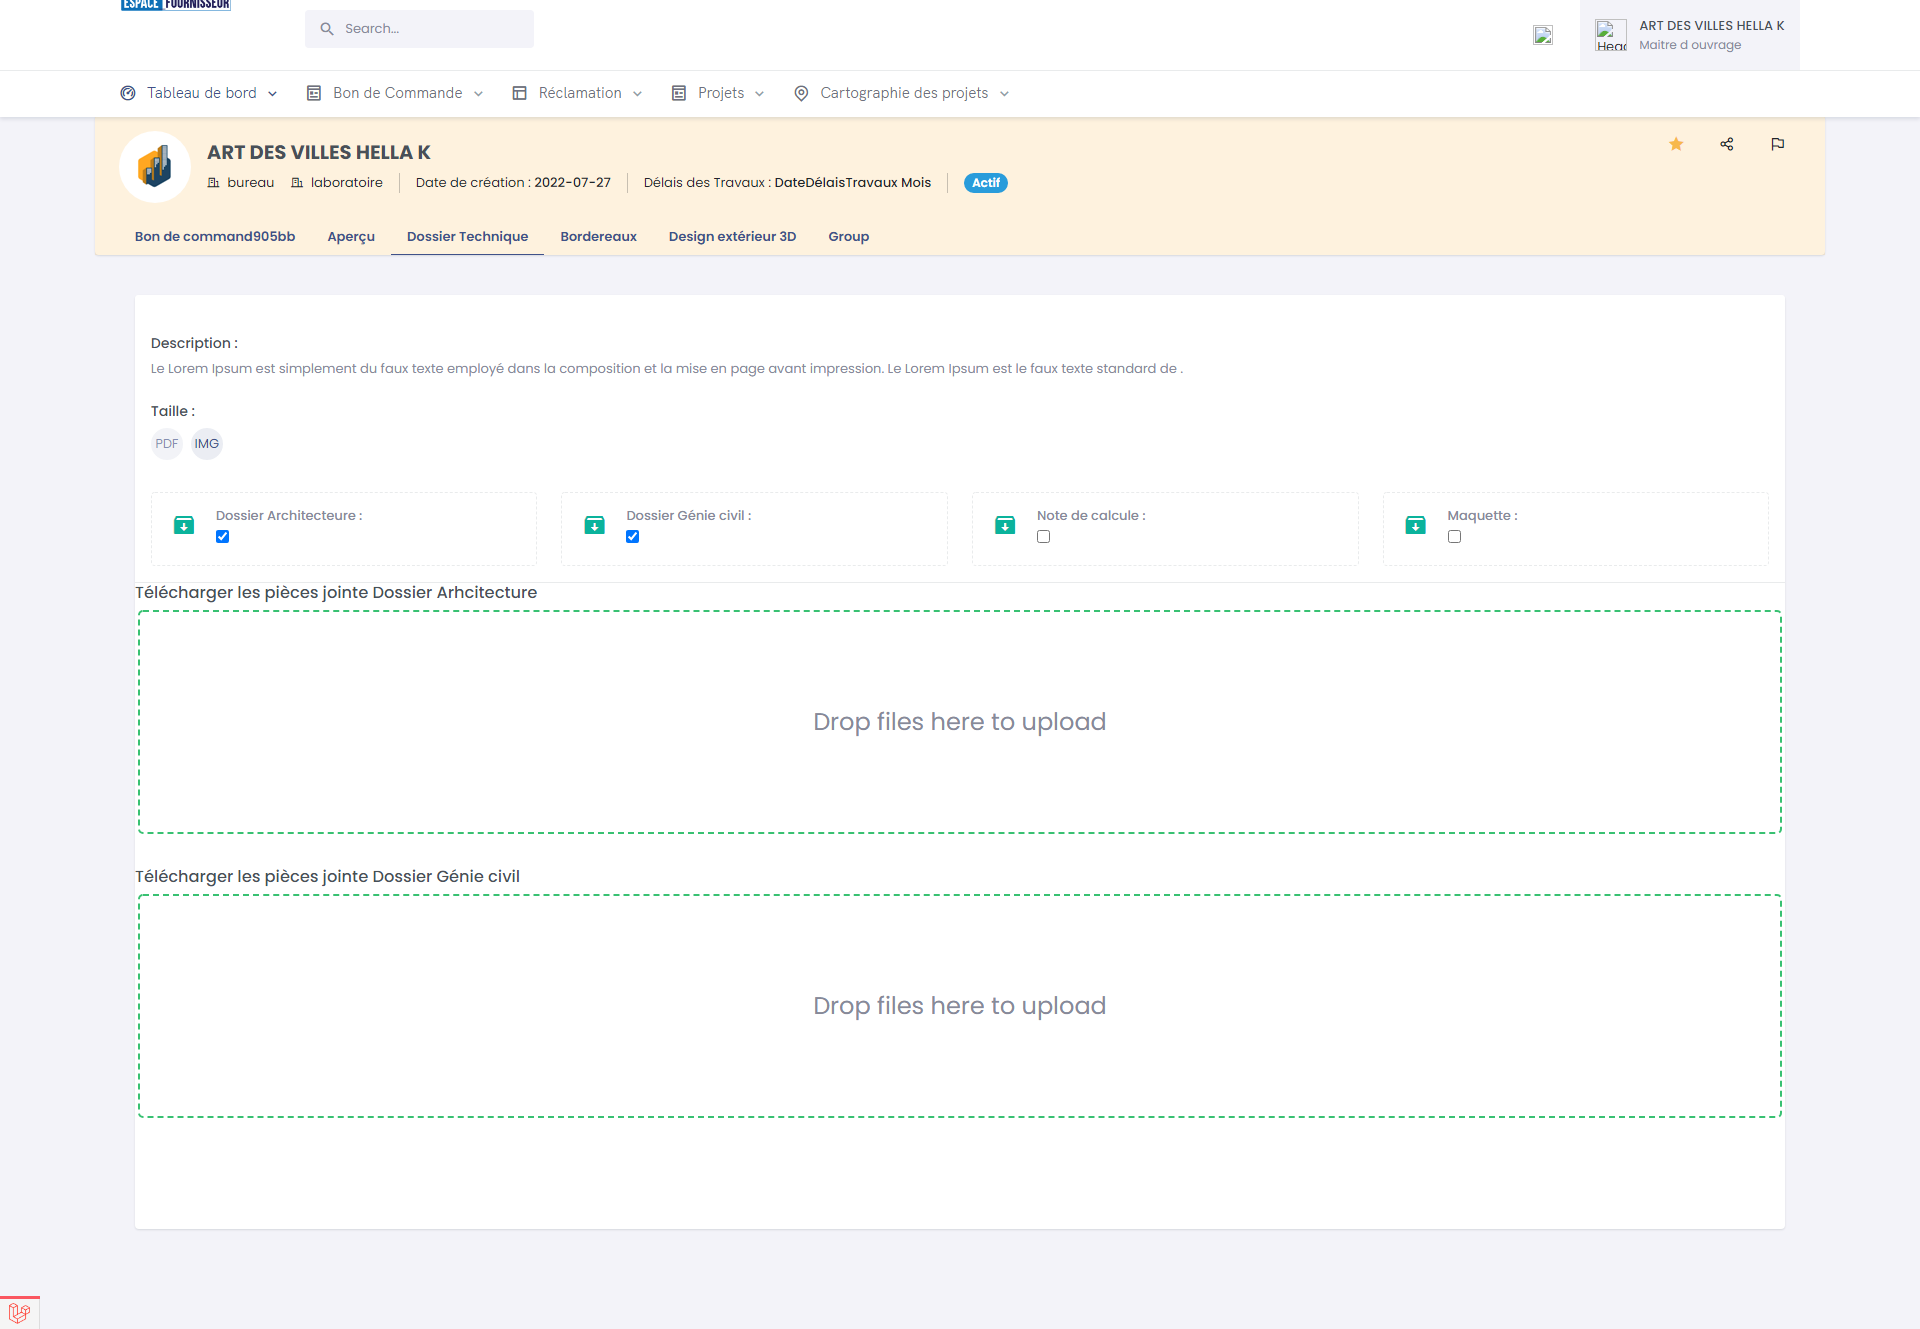 ESPACE FOURNISSEUR
Search...
Head
ART DES VILLES HELLA K
Maitre d ouvrage
Tableau de bord
Bon de Commande
Réclamation
Projets
Cartographie des projets
ART DES VILLES HELLA K
bureau laboratoire Date de création : 2022-07-27 Délais des Travaux : DateDélaisTravaux Mois Actif
Bon de command905bb Aperçu Dossier Technique Bordereaux Design extérieur 3D Group
Description :
Le Lorem Ipsum est simplement du faux texte employé dans la composition et la mise en page avant impression. Le Lorem Ipsum est le faux texte standard de .
Taille :
PDF IMG
Dossier Architecteure :
Dossier Génie civil :
Note de calcule :
Maquette :
Télécharger les pièces jointe Dossier Arhcitecture
Drop files here to upload
Télécharger les pièces jointe Dossier Génie civil
Drop files here to upload